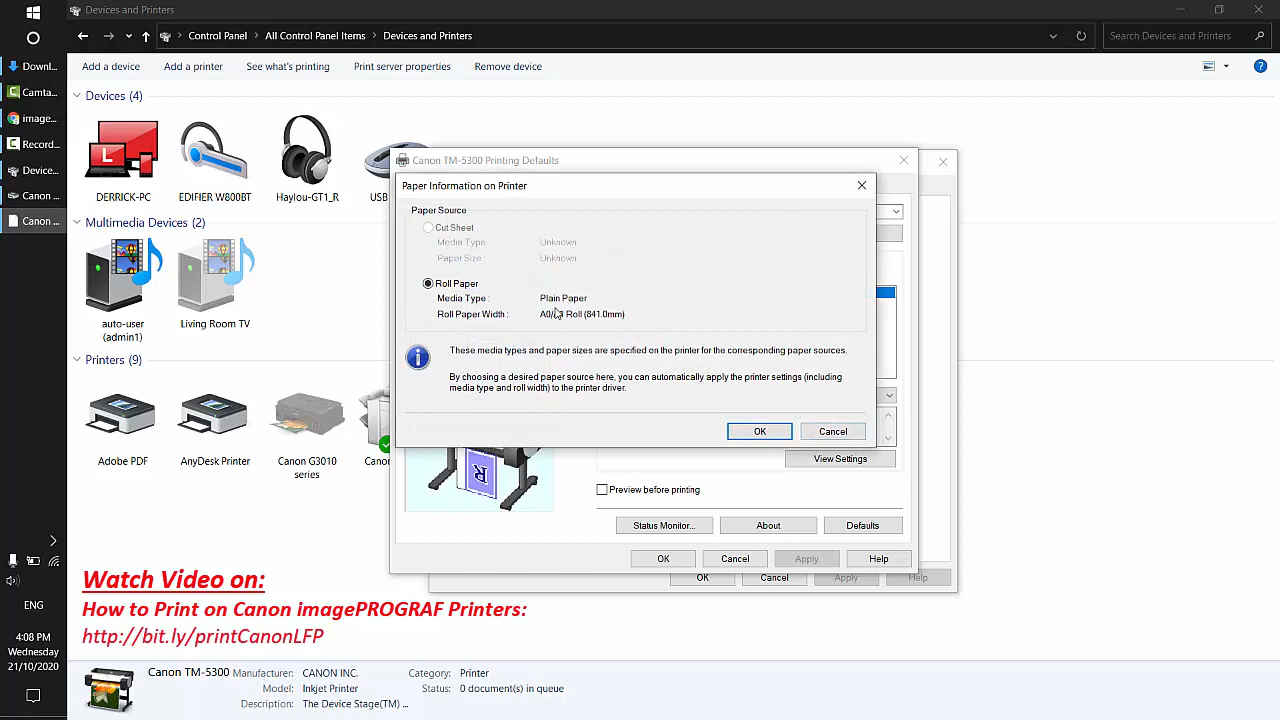 Devices and Printers
Control Panel
All Control Panel Items
Devices and Printers
Search Devices and Printers
Add a device
Add a printer
See what's printing
Print server properties
Remove device
Downl...
Camta...
image...
Record...
Device...
Canon ...
Canon ...
Devices (4)
L
DERRICK-PC
EDIFIER W800BT
Haylou-GT1_R
USB
Multimedia Devices (2)
auto-user
(admin1)
Living Room TV
Printers (9)
Adobe PDF
AnyDesk Printer
Canon G3010
series
Canon TM-5300 Printing Defaults
Paper Information on Printer
Paper Source
Cut Sheet
Media Type
Unknown
Paper Size :
Unknown
Roll Paper
Media Type :
Plain Paper
Roll Paper Width :
Roll (841.0mm)
These media types and paper sizes are specified on the printer for the corresponding paper sources.
By choosing a desired paper source here, you can automatically apply the printer settings (including
media type and roll width) to the printer driver.
OK
Cancel
R
View Settings
Preview before printing
Status Monitor...
About
Defaults
OK
Cancel
Apply
Help
OK
Cancel
Apply
Help
Watch Video on:
How to Print on Canon imagePROGRAF Printers:
http://bit.ly/printCanonLFP
ENG
4:08 PM
Wednesday
21/10/2020
Canon TM-5300
Manufacturer:
CANON INC.
Category:
Printer
Model:
Inkjet Printer
Status:
0 document(s) in queue
Description:
The Device Stage(TM) ...